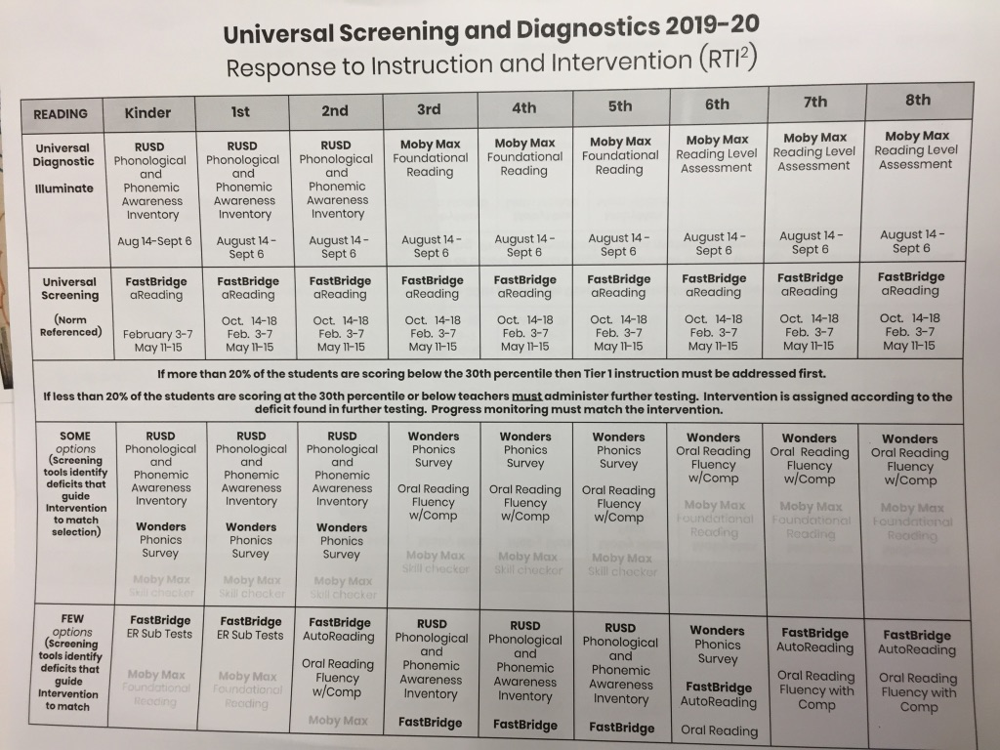 Universal Screening and Diagnostics 2019-20
Response to Instruction and Intervention (RTI²)
READING Kinder 1st 2nd 3rd 4th 5th 6th 7th 8th
Universal
Diagnostic
Illuminate
RUSD
Phonological
and
Phonemic
Awareness
Inventory
Aug 14-Sept 6
RUSD
Phonological
and
Phonemic
Awareness
Inventory
August 14 -
Sept 6
RUSD
Phonological
and
Phonemic
Awareness
Inventory
August 14 -
Sept 6
Moby Max
Foundational
Reading
August 14 -
Sept 6
Moby Max
Foundational
Reading
August 14 -
Sept 6
Moby Max
Foundational
Reading
August 14 -
Sept 6
Moby Max
Reading Level
Assessment
August 14 -
Sept 6
Moby Max
Reading Level
Assessment
August 14 -
Sept 6
Moby Max
Reading Level
Assessment
August 14 -
Sept 6
Universal
Screening
(Norm
Referenced)
FastBridge
aReading
February 3-7
May 11-15
FastBridge
aReading
Oct. 14-18
Feb. 3-7
May 11-15
FastBridge
aReading
Oct. 14-18
Feb. 3-7
May 11-15
FastBridge
aReading
Oct. 14-18
Feb. 3-7
May 11-15
FastBridge
aReading
Oct. 14-18
Feb. 3-7
May 11-15
FastBridge
aReading
Oct. 14-18
Feb. 3-7
May 11-15
FastBridge
aReading
Oct. 14-18
Feb. 3-7
May 11-15
FastBridge
aReading
Oct. 14-18
Feb. 3-7
May 11-15
FastBridge
aReading
Oct. 14-18
Feb. 3-7
May 11-15
If more than 20% of the students are scoring below the 30th percentile then Tier 1 instruction must be addressed first.
If less than 20% of the students are scoring at the 30th percentile or below teachers must administer further testing. Intervention is assigned according to the
deficit found in further testing. Progress monitoring must match the intervention.
SOME
options
(Screening
tools identify
deficits that
guide
Intervention
to match
selection)
RUSD
Phonological
and
Phonemic
Awareness
Inventory
Wonders
Phonics
Survey
Moby Max
Skill checker
RUSD
Phonological
and
Phonemic
Awareness
Inventory
Wonders
Phonics
Survey
Moby Max
Skill checker
RUSD
Phonological
and
Phonemic
Awareness
Inventory
Wonders
Phonics
Survey
Moby Max
Skill checker
Wonders
Phonics
Survey
Oral Reading
Fluency
w/Comp
Moby Max
Skill checker
Wonders
Phonics
Survey
Oral Reading
Fluency
w/Comp
Moby Max
Skill checker
Wonders
Phonics
Survey
Oral Reading
Fluency
w/Comp
Moby Max
Skill checker
Wonders
Oral Reading
Fluency
w/Comp
Moby Max
Foundational
Reading
Wonders
Oral Reading
Fluency
w/Comp
Moby Max
Foundational
Reading
Wonders
Oral Reading
Fluency
w/Comp
Moby Max
Foundational
Reading
FEW
options
(Screening
tools identify
deficits that
guide
Intervention
to match
FastBridge
ER Sub Tests
Moby Max
Foundational
Reading
FastBridge
ER Sub Tests
Moby Max
Foundational
Reading
FastBridge
AutoReading
Oral Reading
Fluency
w/Comp
Moby Max
RUSD
Phonological
and
Phonemic
Awareness
Inventory
FastBridge
RUSD
Phonological
and
Phonemic
Awareness
Inventory
FastBridge
RUSD
Phonological
and
Phonemic
Awareness
Inventory
FastBridge
Wonders
Phonics
Survey
FastBridge
AutoReading
Oral Reading
FastBridge
AutoReading
Oral Reading
Fluency with
Comp
FastBridge
AutoReading
Oral Reading
Fluency with
Comp